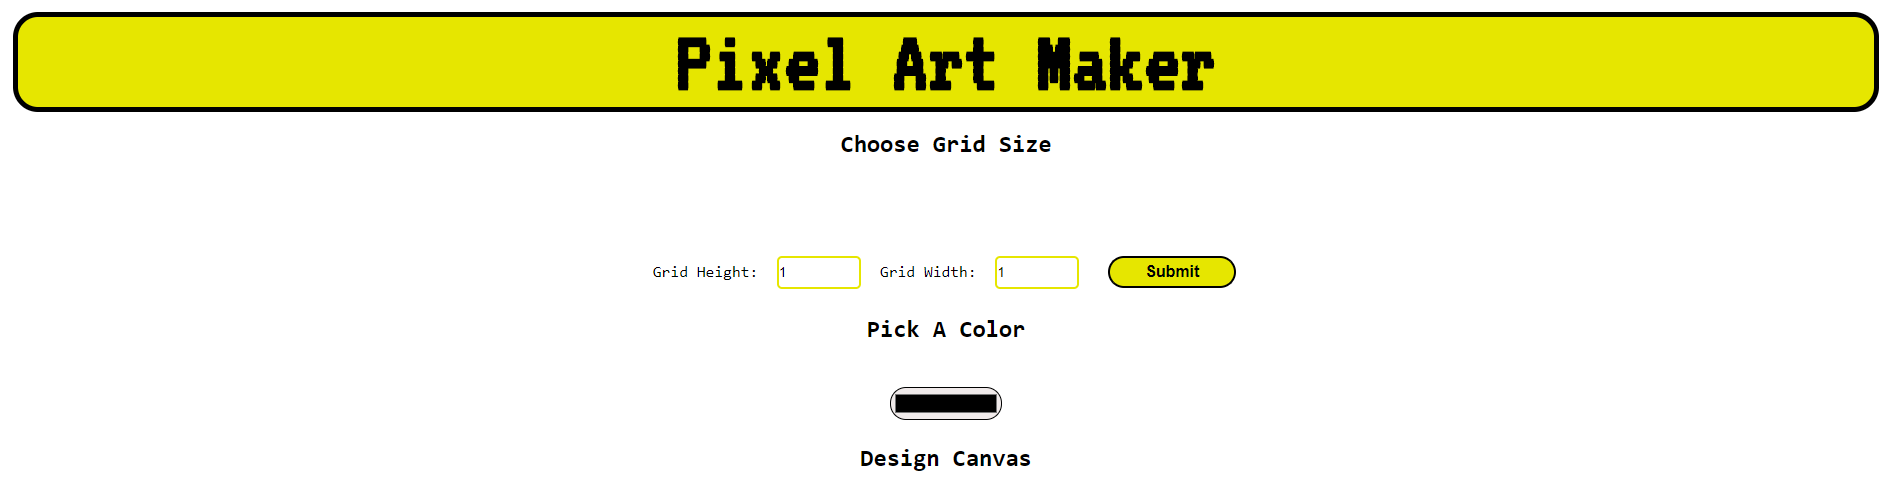 Pixel Art Maker
Choose Grid Size
Grid Height: 1 Grid Width: 1 Submit
Pick A Color
Design Canvas